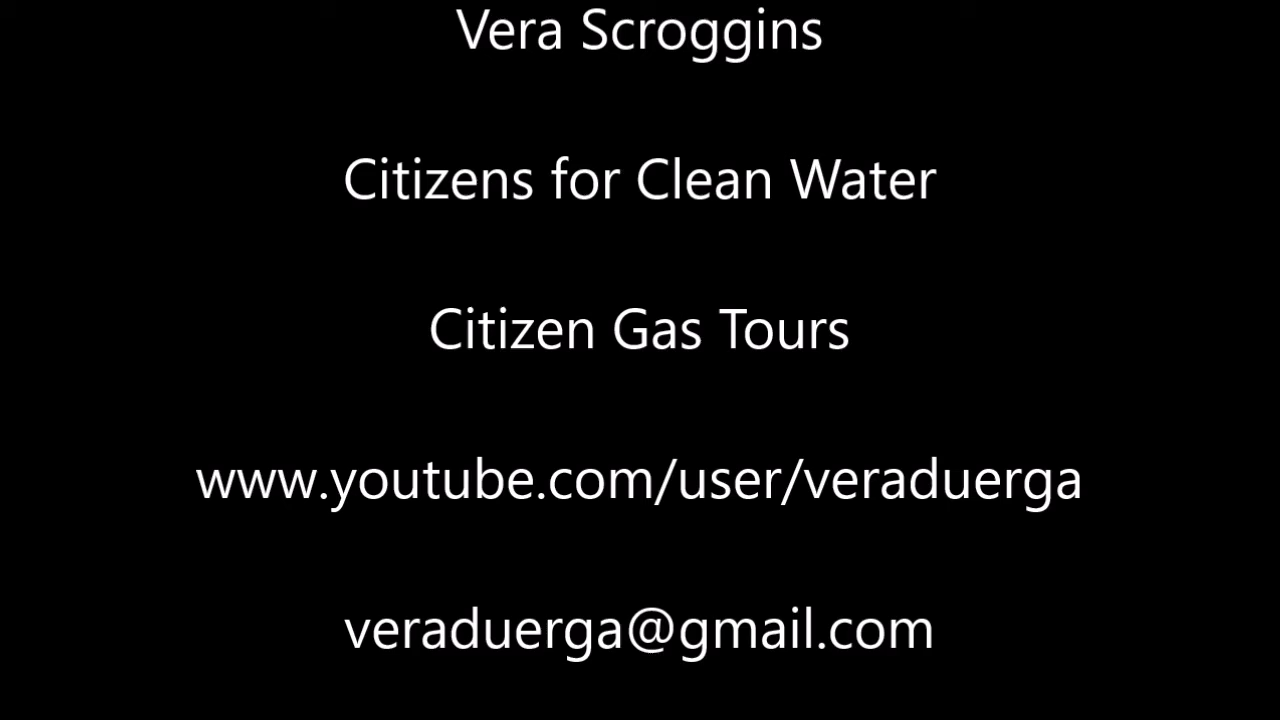 Vera Scroggins
Citizens for Clean Water
Citizen Gas Tours
www.youtube.com/user/veraduerga
veraduerga@gmail.com